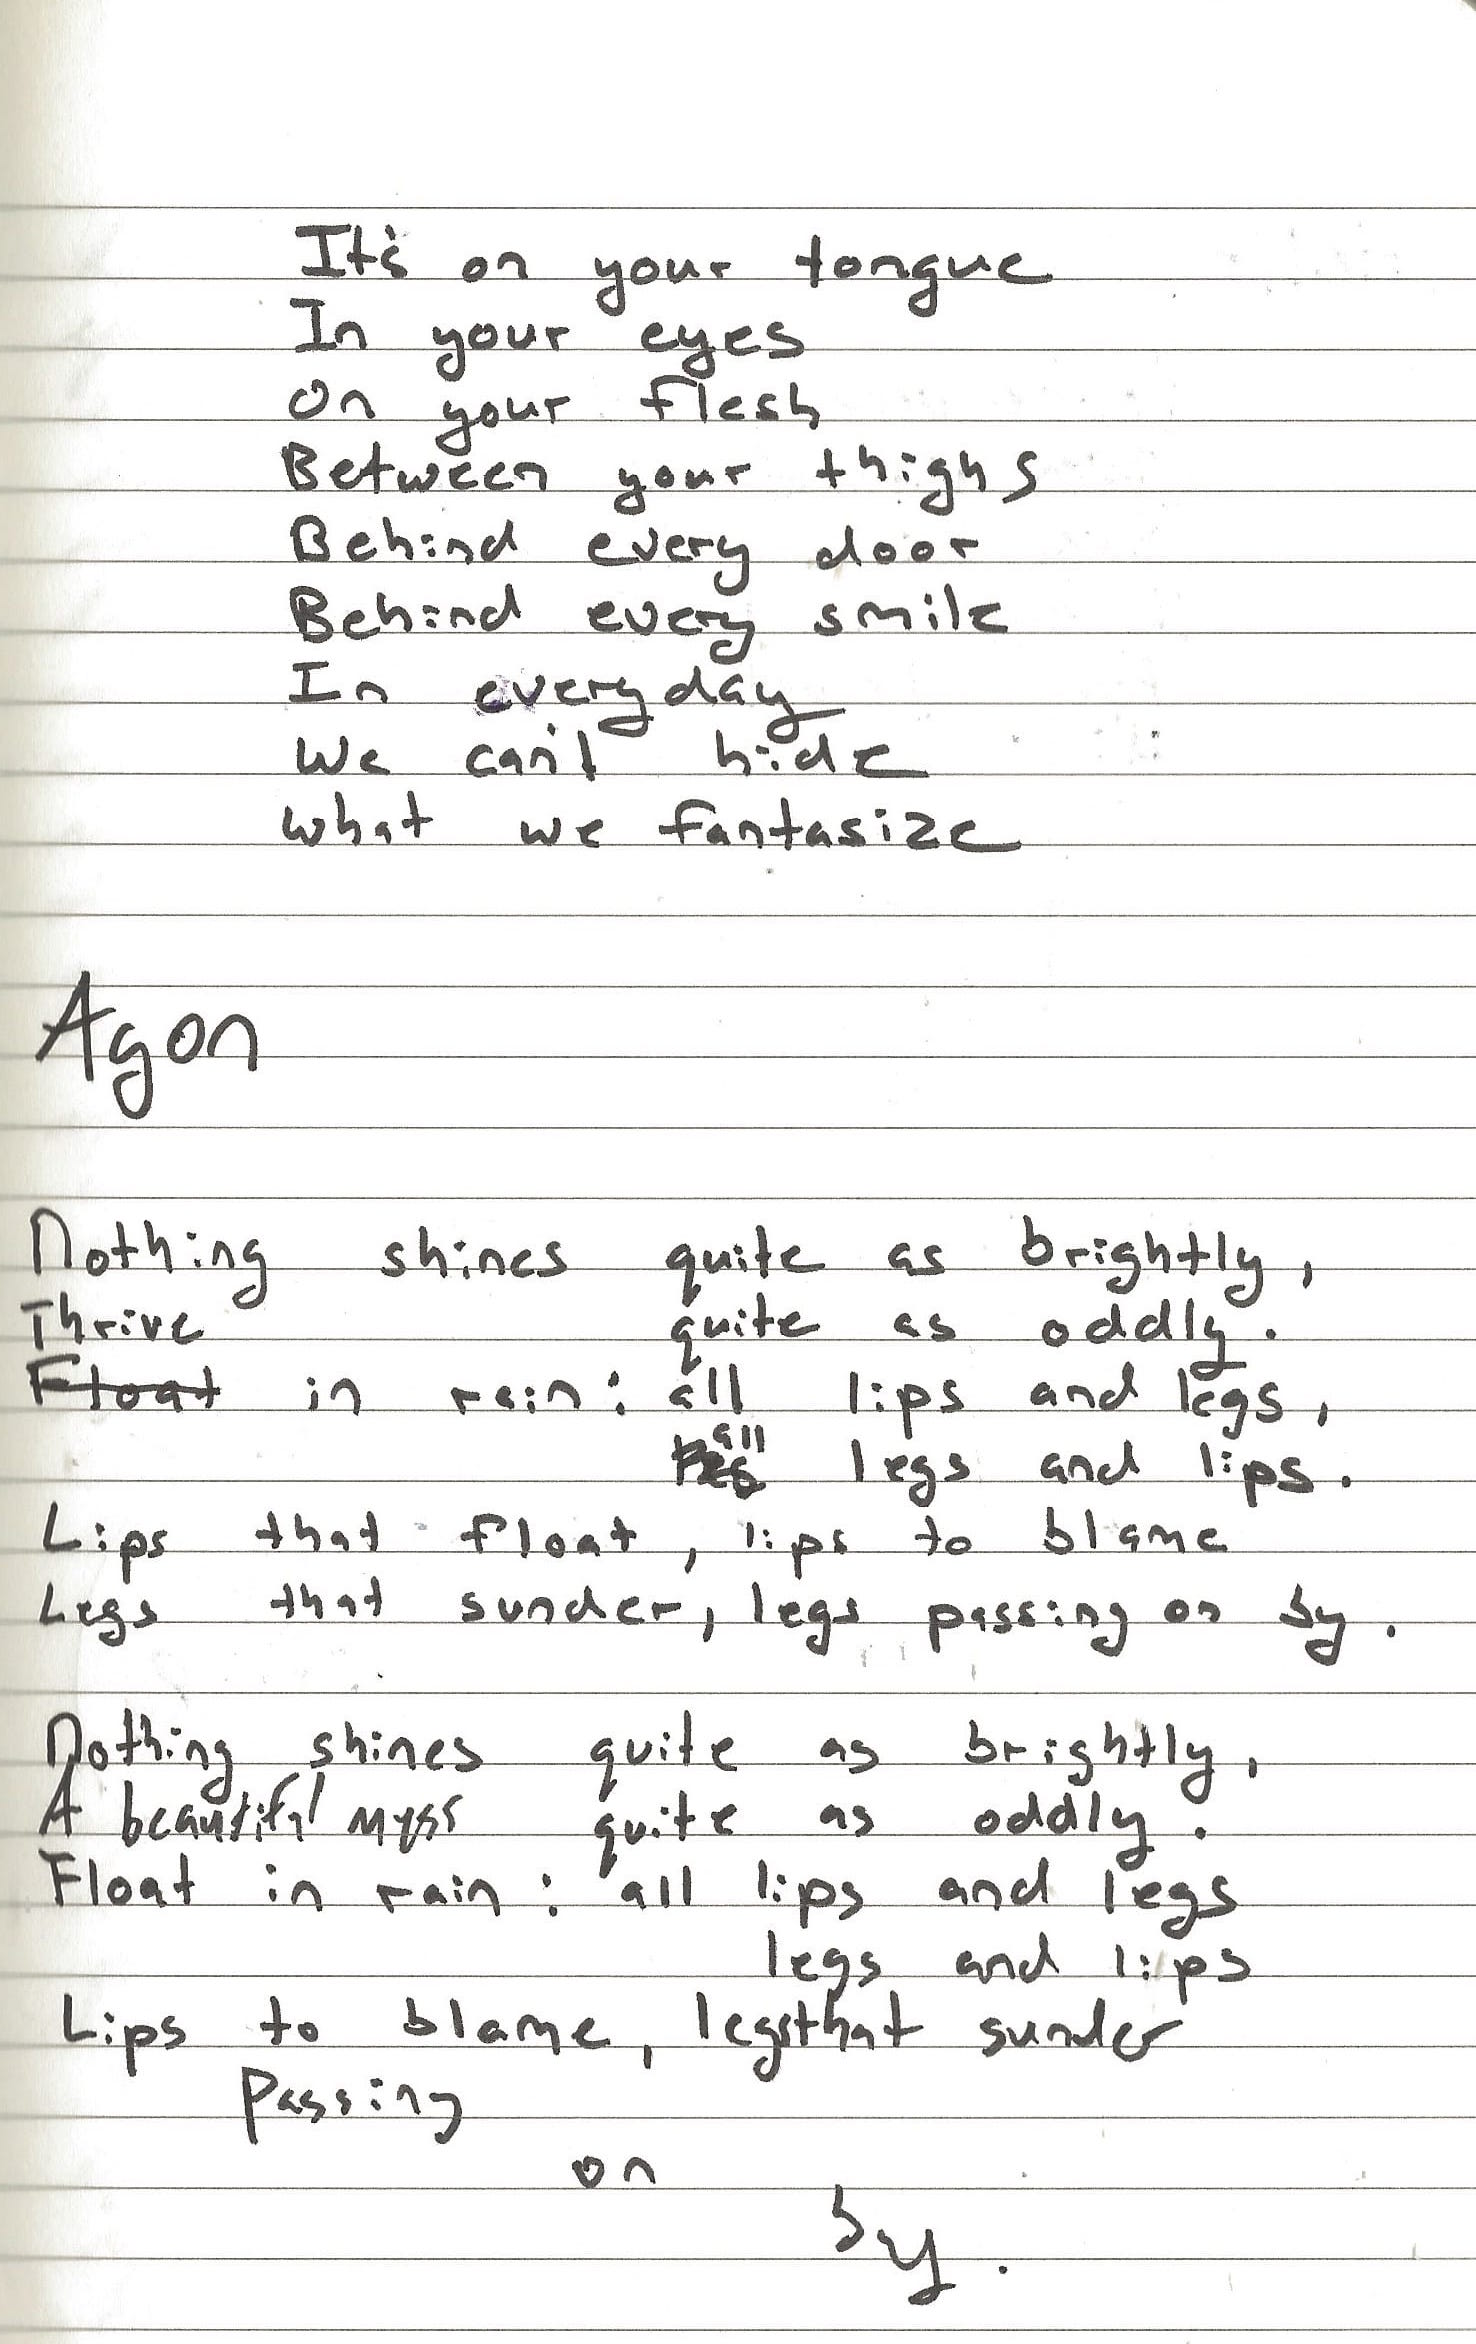 It's on your tongue
In your eyes
On your flesh
Between your thighs
Behind every door
Behind every smile
In everyday
We can't hide
What we fantasize
Agon
Nothing shines quite as brightly,
Thrive quite as oddly.
Float in rain: all lips and legs,
all legs and lips.
Lips that float, lips to blame
Legs that sunder, legs passing on by.
Nothing shines quite as brightly,
A beautiful myss quite as oddly.
Float in rain: all lips and legs
legs and lips
Lips to blame, legsthat sunder
Passing
on
by.